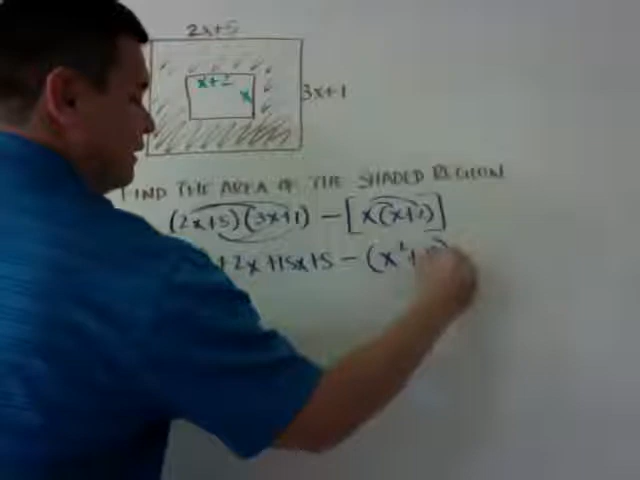 2x+5
x+2
x
3x+1
FIND THE AREA OF THE SHADED REGION
(2x+5)(3x+1) - [x(x+2)]
+2x+15x+5 - (x²+